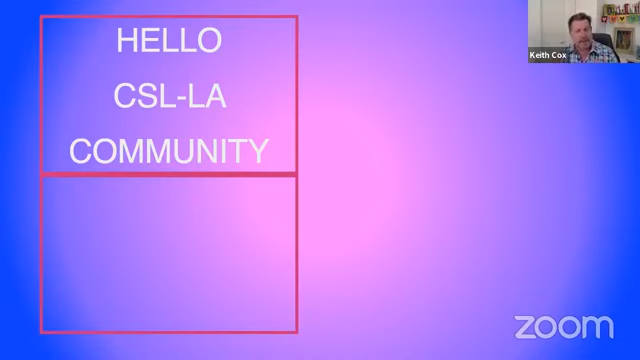 HELLO
CSL-LA
COMMUNITY
Keith Cox
zoom